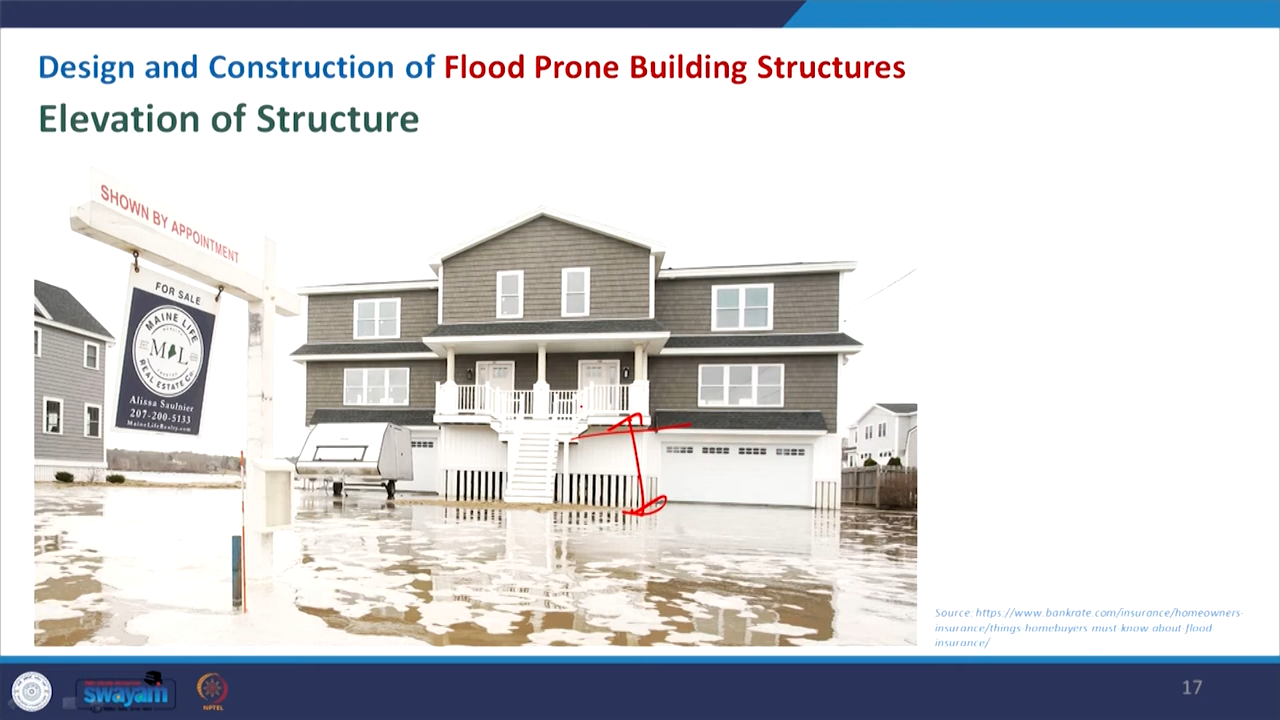 Design and Construction of Flood Prone Building Structures
Elevation of Structure
SHOWN BY APPOINTMENT
FOR SALE
MAINE LIFE
M L
REAL ESTATE Co.
Alissa Saulnier
207-200-5133
MaineLifeRealty.com
Source: https://www.bankrate.com/insurance/homeowners-
insurance/things-homebuyers-must-know-about-flood
insurance/
swayam
NPTEL
17